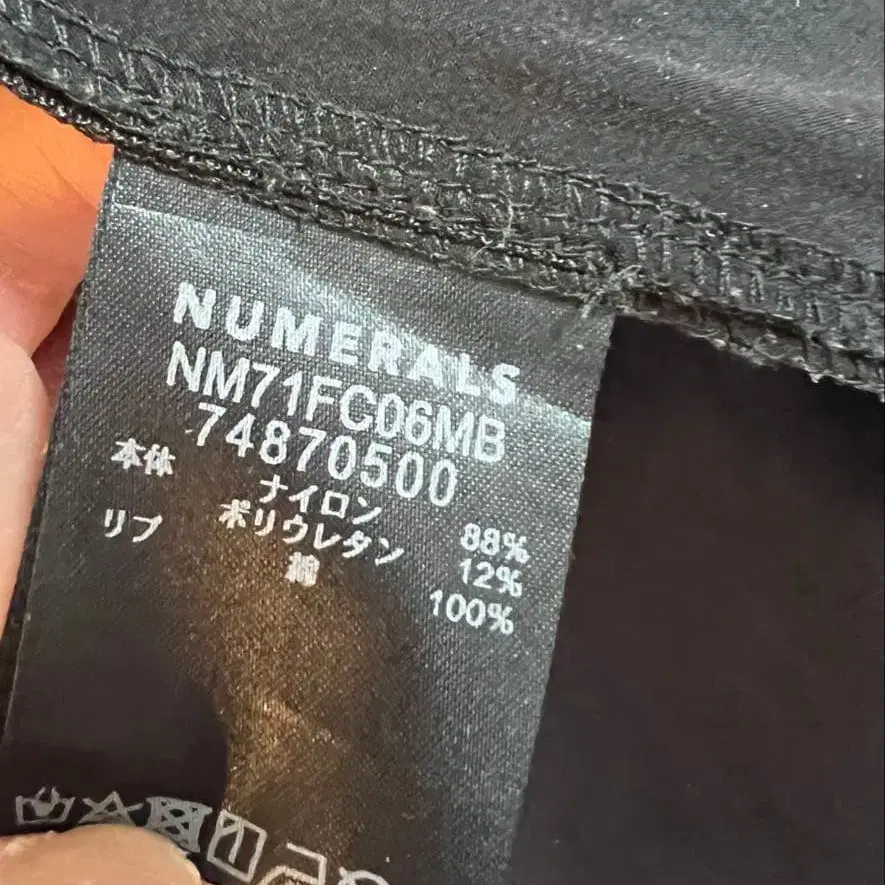 NUMERALS
NM71FC06MB
74870500
本体 ナイロン 88%
ポリウレタン 12%
リブ 綿 100%